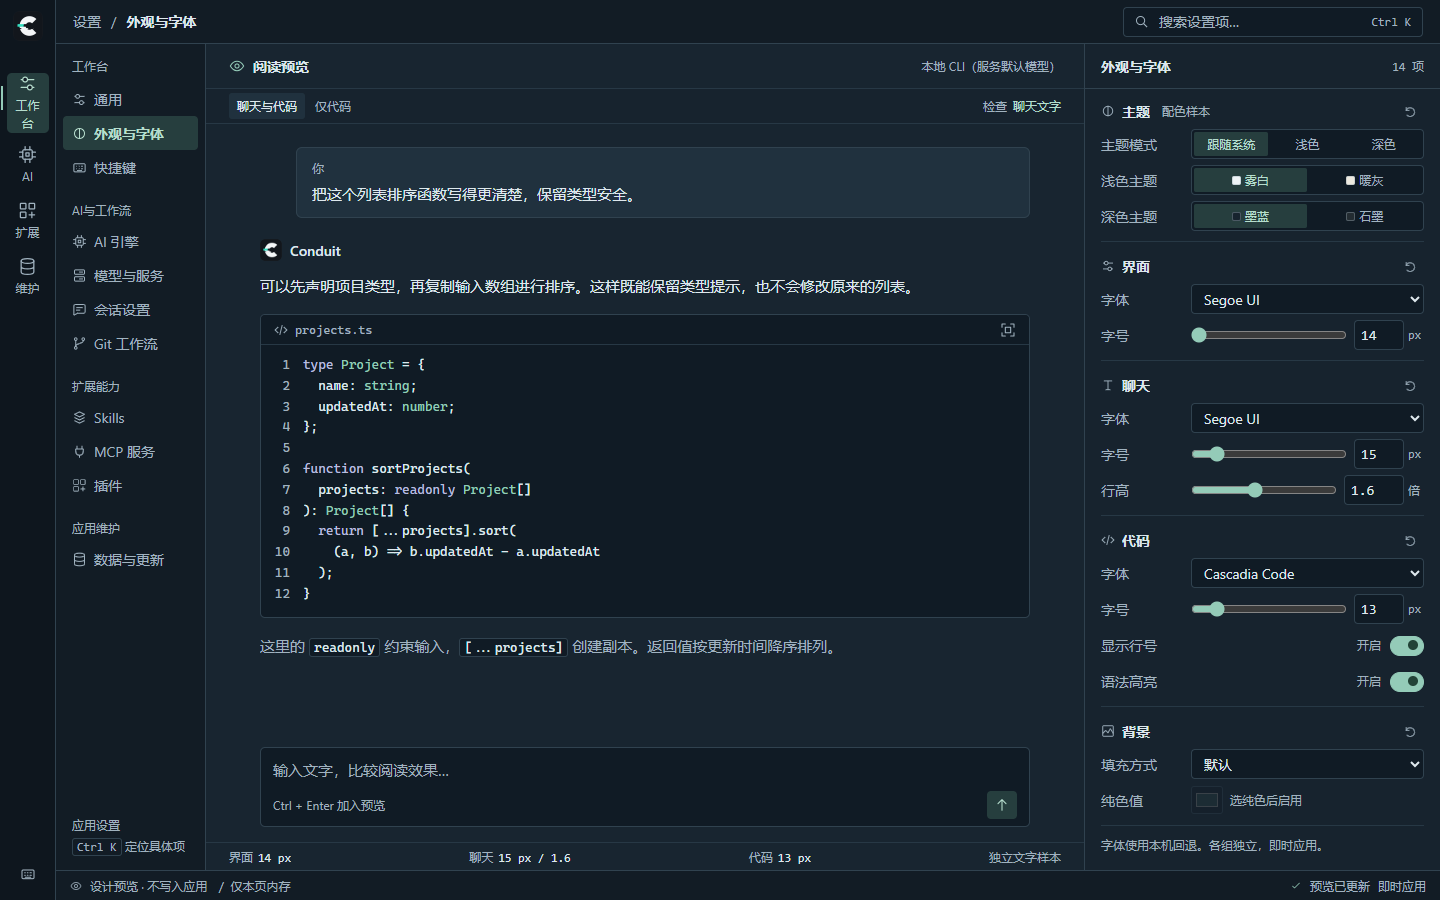 设置 / 外观与字体
搜索设置项...
Ctrl K
工作台
AI
扩展
维护
工作台
通用
外观与字体
快捷键
AI与工作流
AI 引擎
模型与服务
会话设置
Git 工作流
扩展能力
Skills
MCP 服务
插件
应用维护
数据与更新
应用设置
Ctrl K 定位具体项
阅读预览
本地 CLI（服务默认模型）
聊天与代码 仅代码
检查 聊天文字
你
把这个列表排序函数写得更清楚，保留类型安全。
Conduit
可以先声明项目类型，再复制输入数组进行排序。这样既能保留类型提示，也不会修改原来的列表。
</> projects.ts
1 type Project = {
2   name: string;
3   updatedAt: number;
4 };
5
6 function sortProjects(
7   projects: readonly Project[]
8 ): Project[] {
9   return [...projects].sort(
10     (a, b) => b.updatedAt - a.updatedAt
11   );
12 }
这里的 readonly 约束输入，[...projects] 创建副本。返回值按更新时间降序排列。
输入文字，比较阅读效果...
Ctrl + Enter 加入预览
界面 14 px
聊天 15 px / 1.6
代码 13 px
独立文字样本
外观与字体
14 项
主题 配色样本
主题模式 跟随系统 浅色 深色
浅色主题 雾白 暖灰
深色主题 墨蓝 石墨
界面
字体 Segoe UI
字号 14 px
聊天
字体 Segoe UI
字号 15 px
行高 1.6 倍
</> 代码
字体 Cascadia Code
字号 13 px
显示行号 开启
语法高亮 开启
背景
填充方式 默认
纯色值 选纯色后启用
字体使用本机回退。各组独立，即时应用。
设计预览 · 不写入应用 / 仅本页内存
预览已更新 即时应用